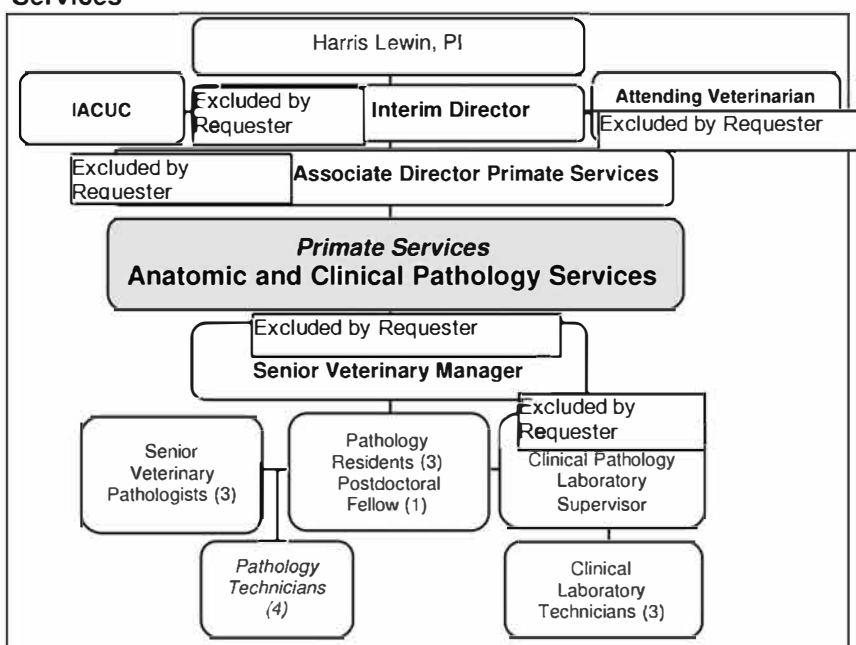 Services
Harris Lewin, PI
IACUC
Excluded by
Requester
Interim Director
Attending Veterinarian
Excluded by Requester
Excluded by
Requester
Associate Director Primate Services
Primate Services
Anatomic and Clinical Pathology Services
Excluded by Requester
Senior Veterinary Manager
Senior
Veterinary
Pathologists (3)
Pathology
Residents (3)
Postdoctoral
Fellow (1)
Excluded by
Requester
Clinical Pathology
Laboratory
Supervisor
Pathology
Technicians
(4)
Clinical
Laboratory
Technicians (3)